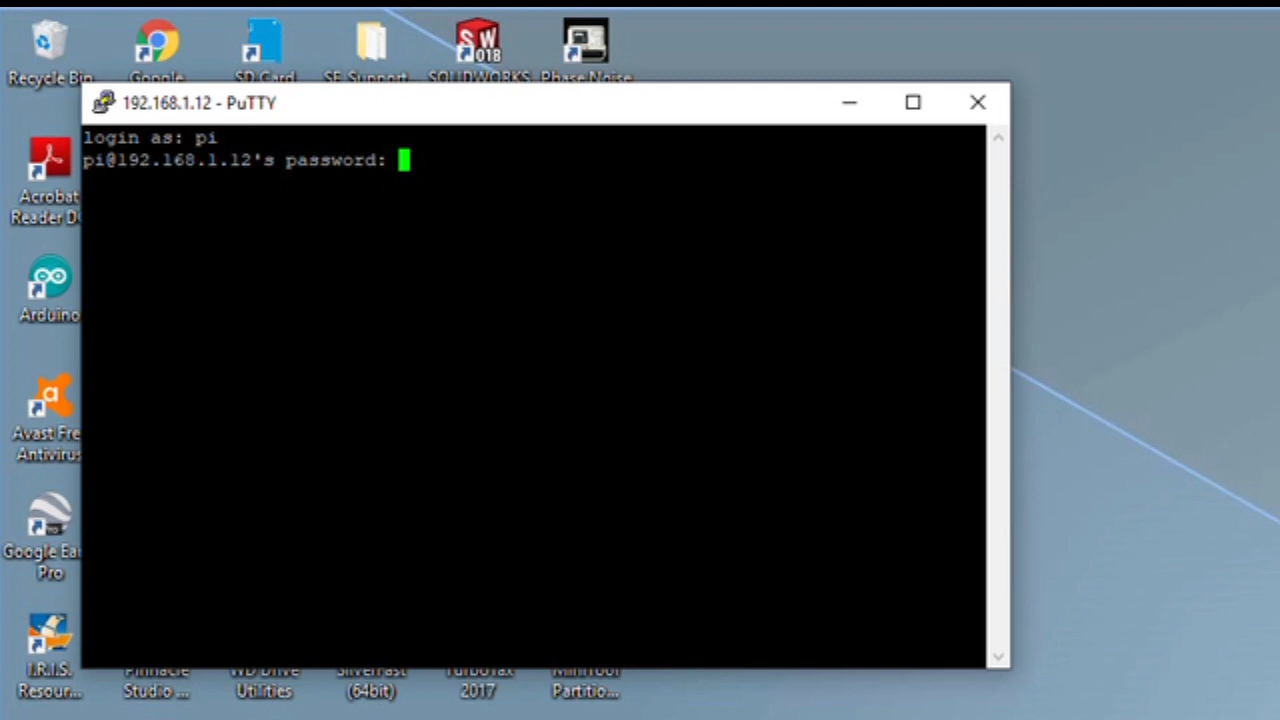 Recycle Bin
Google
SD Card
SE Support
SOLIDWORKS
Phase Noise
SW
018
192.168.1.12 - PuTTY
login as: pi
pi@192.168.1.12's password:
Acrobat
Reader D
Arduino
a
Avast Fre
Antivirus
Google Ea
Pro
I.R.I.S.
Resour...
Pinnacle
Studio ...
WD Drive
Utilities
SilverFast
(64bit)
TurboTax
2017
MiniTool
Partitio...